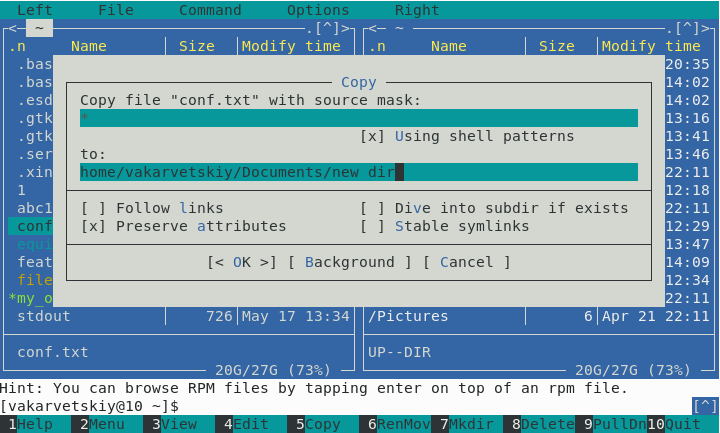 Left File Command Options Right
<─ ~ .[^]> <─ ~ .[^]>
.n Name Size Modify time .n Name Size Modify time
.bas 20:35
.bas Copy 14:02
.esd Copy file "conf.txt" with source mask: 14:02
.gtk * 13:16
.gtk [x] Using shell patterns 13:41
.ser to: 13:46
.xin home/vakarvetskiy/Documents/new dir 22:11
1 12:18
abc1 [ ] Follow links [ ] Dive into subdir if exists 22:11
conf [x] Preserve attributes [ ] Stable symlinks 12:29
equi 13:47
feat [< OK >] [ Background ] [ Cancel ] 14:09
file 12:34
*my_o 22:11
stdout 726 May 17 13:34 /Pictures 6 Apr 21 22:11
conf.txt UP--DIR
20G/27G (73%) 20G/27G (73%)
Hint: You can browse RPM files by tapping enter on top of an rpm file.
[vakarvetskiy@10 ~]$ [^]
1Help 2Menu 3View 4Edit 5Copy 6RenMov 7Mkdir 8Delete 9PullDn 10Quit